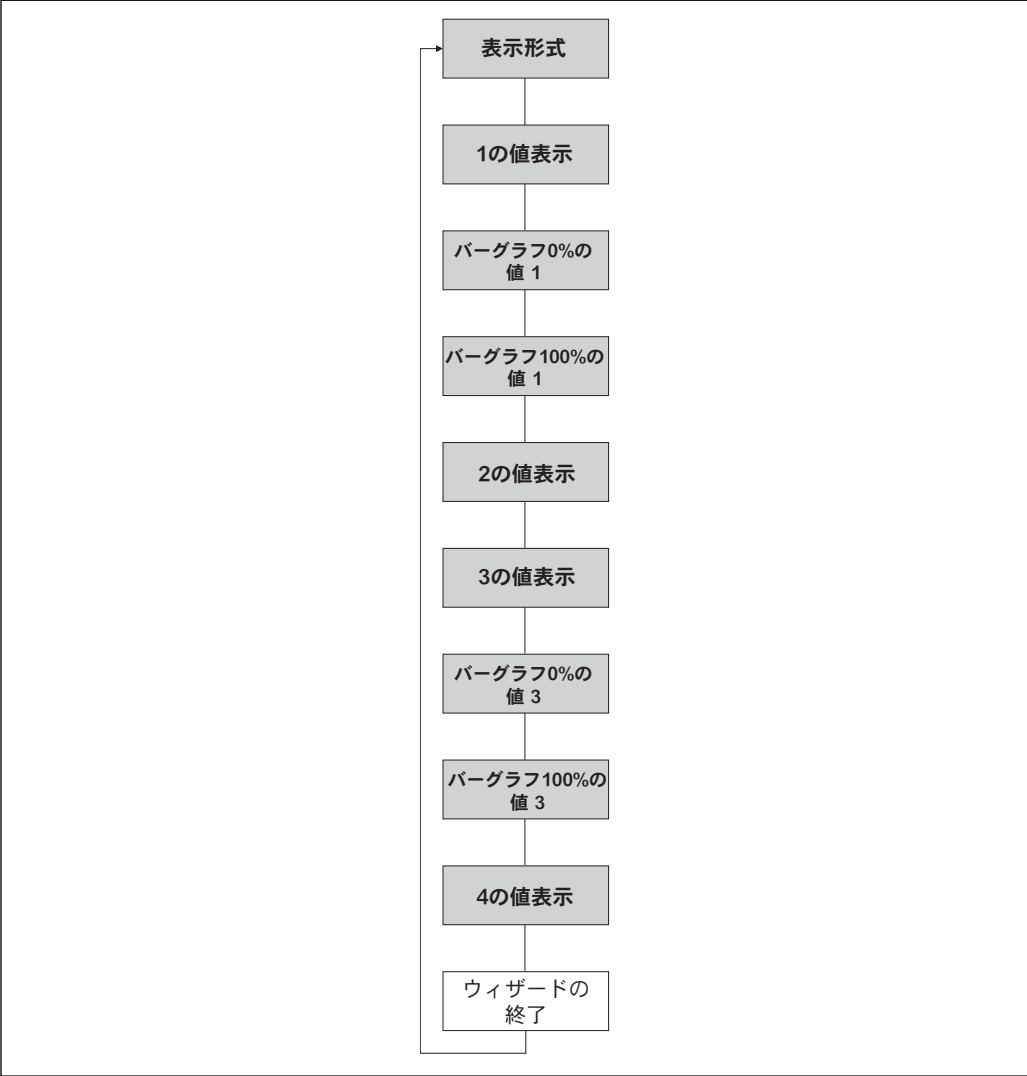 表示形式
1の値表示
バーグラフ0%の
値 1
バーグラフ100%の
値 1
2の値表示
3の値表示
バーグラフ0%の
値 3
バーグラフ100%の
値 3
4の値表示
ウィザードの
終了